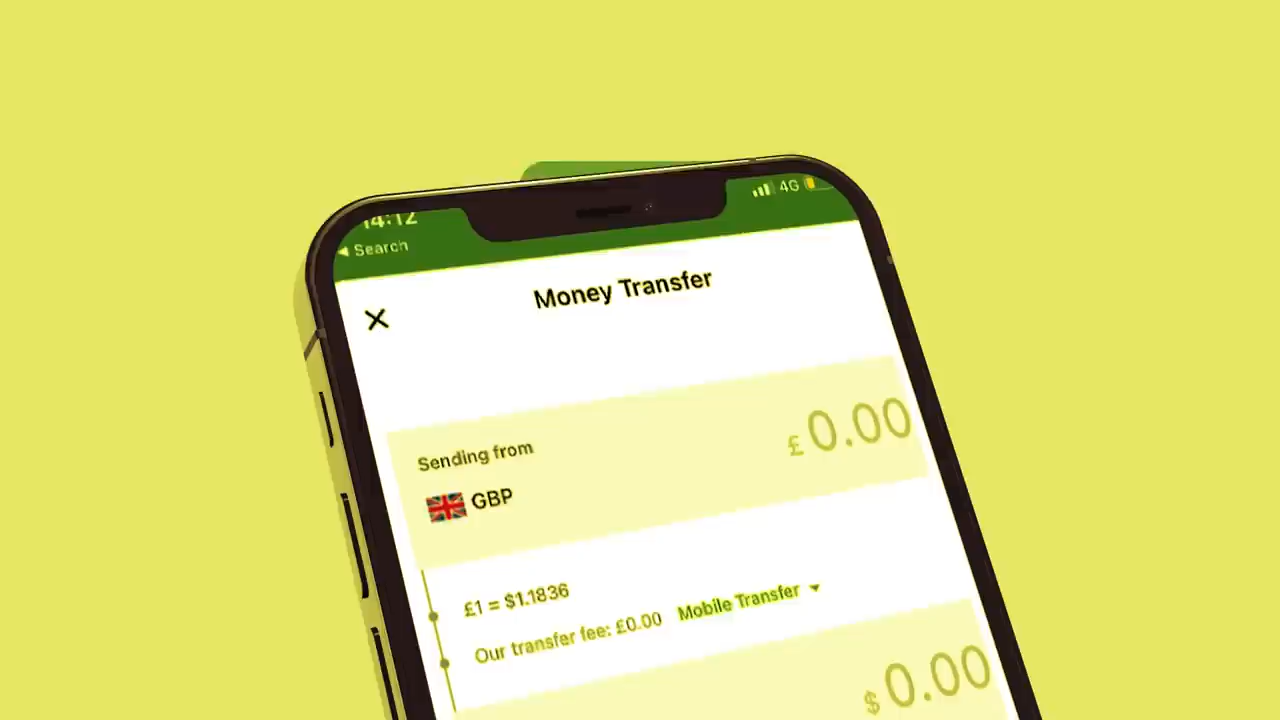 14:12
4G
Search
Money Transfer
Sending from
£0.00
GBP
£1 = $1.1836
Our transfer fee: £0.00 Mobile Transfer
$0.00